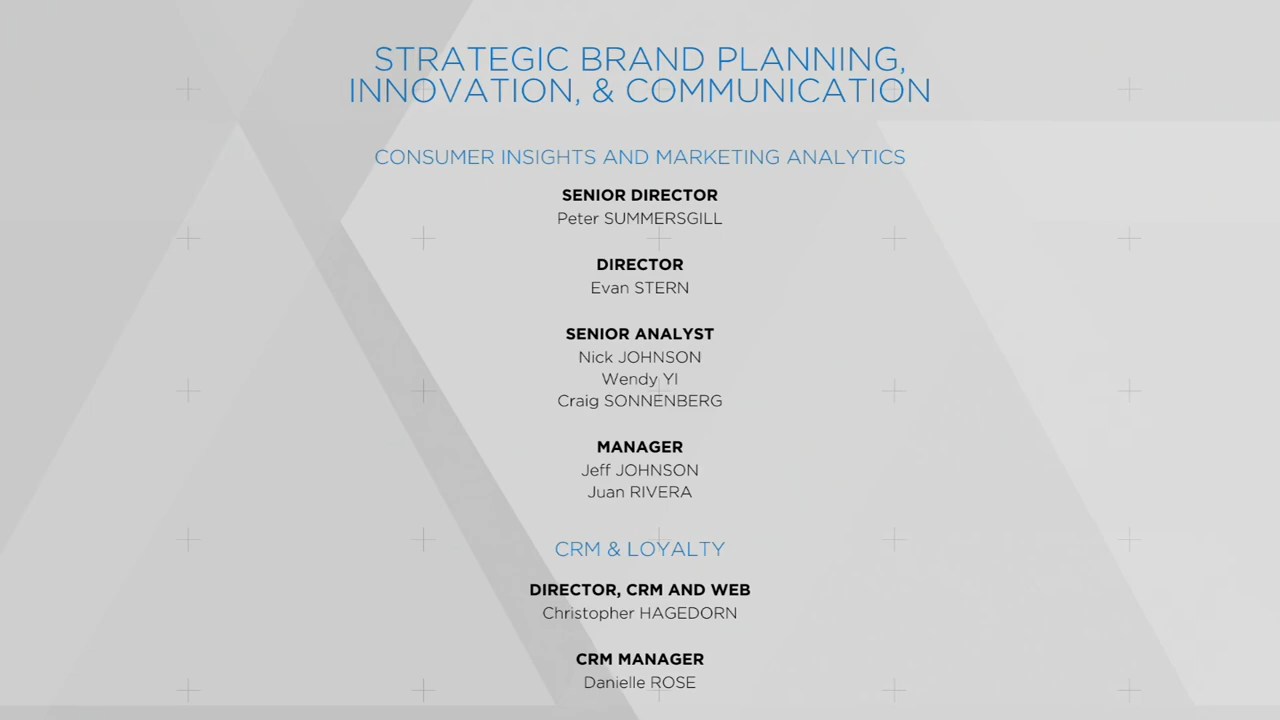 STRATEGIC BRAND PLANNING,
INNOVATION, & COMMUNICATION
CONSUMER INSIGHTS AND MARKETING ANALYTICS
SENIOR DIRECTOR
Peter SUMMERSGILL
DIRECTOR
Evan STERN
SENIOR ANALYST
Nick JOHNSON
Wendy YI
Craig SONNENBERG
MANAGER
Jeff JOHNSON
Juan RIVERA
CRM & LOYALTY
DIRECTOR, CRM AND WEB
Christopher HAGEDORN
CRM MANAGER
Danielle ROSE